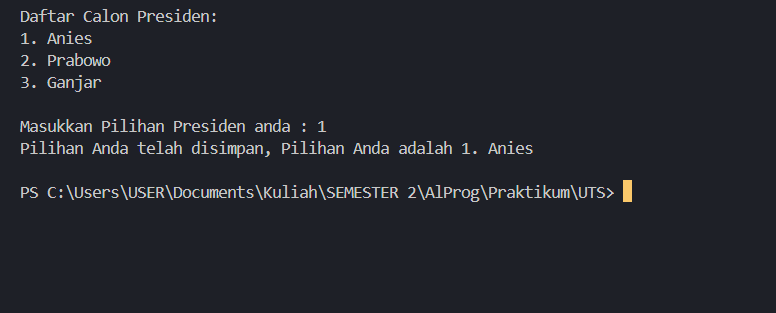 Daftar Calon Presiden:
1. Anies
2. Prabowo
3. Ganjar
Masukkan Pilihan Presiden anda : 1
Pilihan Anda telah disimpan, Pilihan Anda adalah 1. Anies
PS C:\Users\USER\Documents\Kuliah\SEMESTER 2\AlProg\Praktikum\UTS>